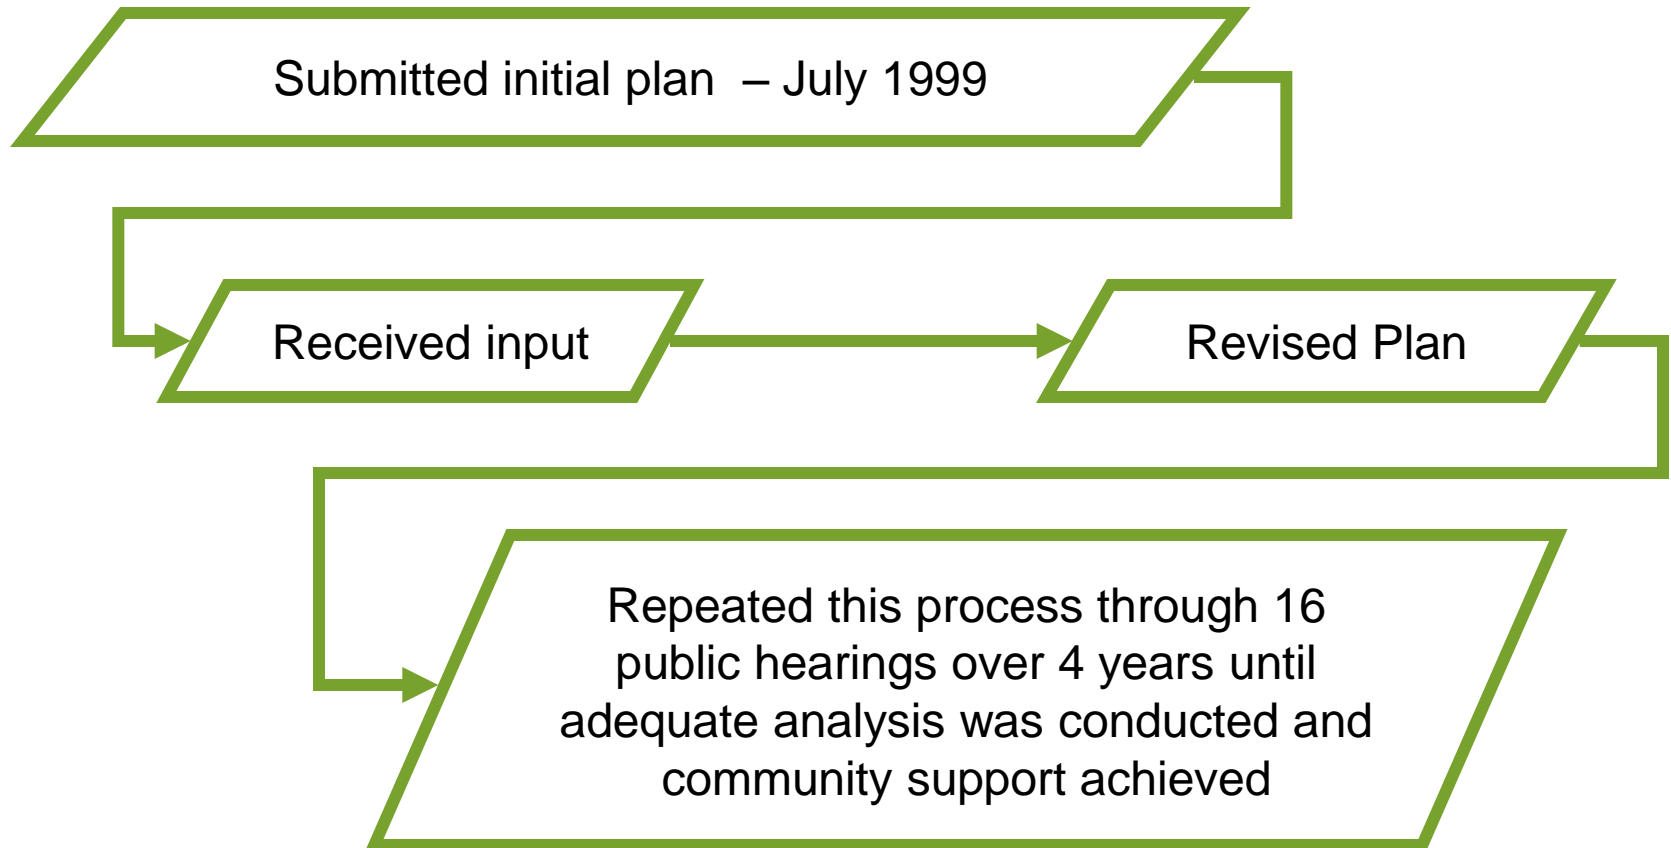 Submitted initial plan – July 1999
Received input
Revised Plan
Repeated this process through 16
public hearings over 4 years until
adequate analysis was conducted and
community support achieved